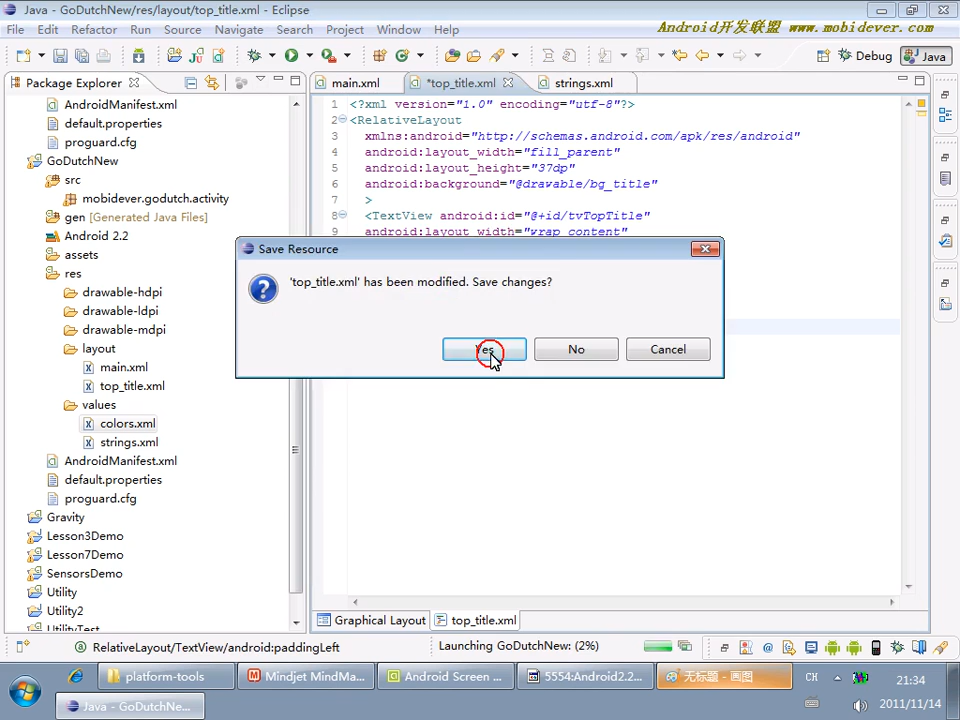 Java - GoDutchNew/res/layout/top_title.xml - Eclipse
File Edit Refactor Run Source Navigate Search Project Window Help
Android开发联盟 www.mobidever.com
Debug Java
Package Explorer
main.xml *top_title.xml strings.xml
AndroidManifest.xml
default.properties
proguard.cfg
GoDutchNew
src
mobidever.godutch.activity
gen [Generated Java Files]
Android 2.2
assets
res
drawable-hdpi
drawable-ldpi
drawable-mdpi
layout
main.xml
top_title.xml
values
colors.xml
strings.xml
AndroidManifest.xml
default.properties
proguard.cfg
Gravity
Lesson3Demo
Lesson7Demo
SensorsDemo
Utility
Utility2
UtilityTest
1 <?xml version="1.0" encoding="utf-8"?>
2 <RelativeLayout
3 xmlns:android="http://schemas.android.com/apk/res/android"
4 android:layout_width="fill_parent"
5 android:layout_height="37dp"
6 android:background="@drawable/bg_title"
7 >
8 <TextView android:id="@+id/tvTopTitle"
9 android:layout_width="wrap_content"
Save Resource
'top_title.xml' has been modified. Save changes?
Yes No Cancel
Graphical Layout top_title.xml
RelativeLayout/TextView/android:paddingLeft
Launching GoDutchNew: (2%)
platform-tools
Mindjet MindMa...
Android Screen ...
5554:Android2.2...
无标题 - 画图
CH
21:34
Java - GoDutchNe...
2011/11/14